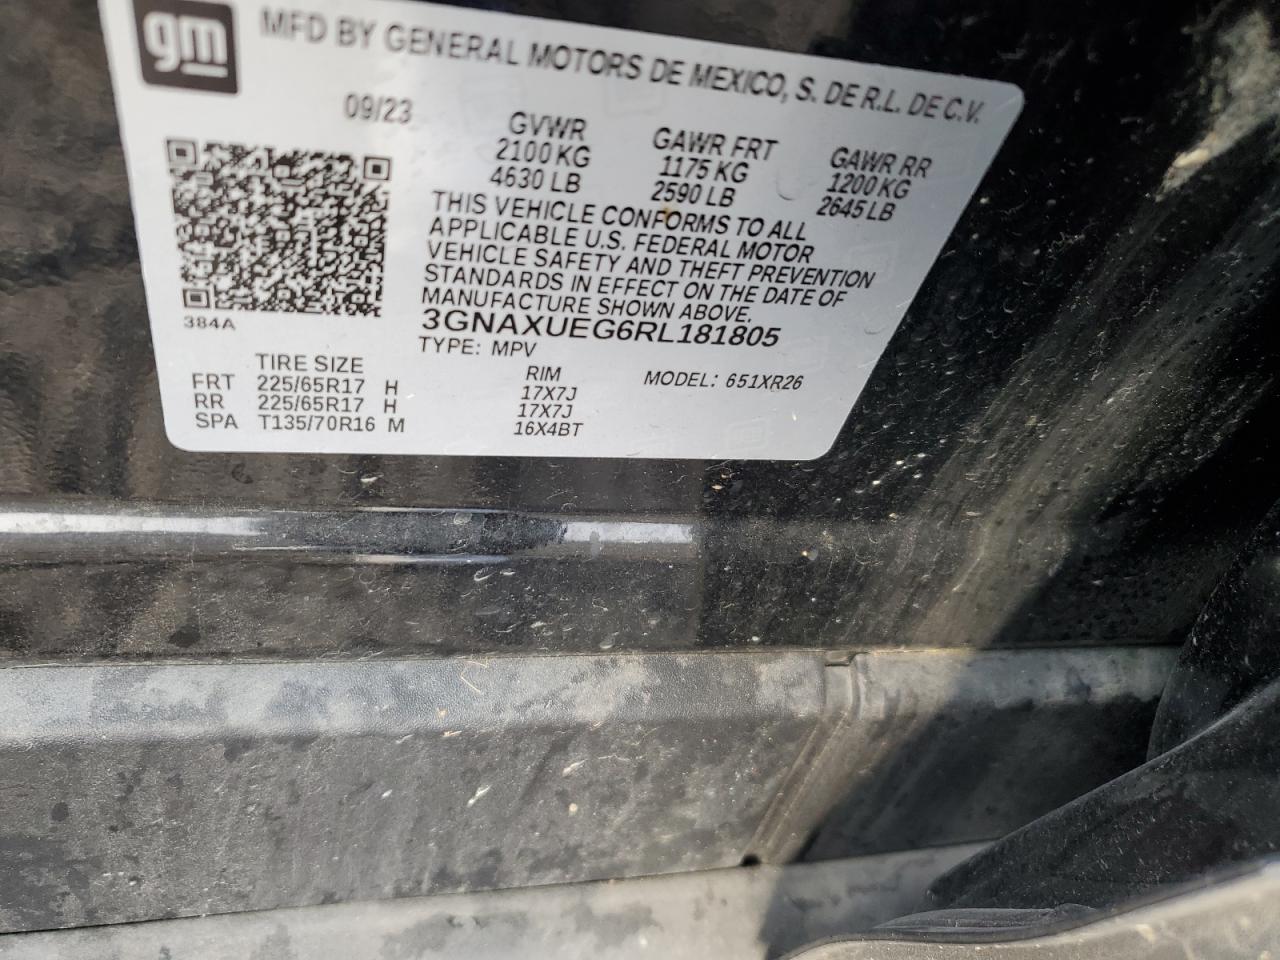 gm
MFD BY GENERAL MOTORS DE MEXICO, S. DE R.L. DE C.V.
09/23
GVWR GAWR FRT GAWR RR
2100 KG 1175 KG 1200 KG
4630 LB 2590 LB 2645 LB
THIS VEHICLE CONFORMS TO ALL
APPLICABLE U.S. FEDERAL MOTOR
VEHICLE SAFETY AND THEFT PREVENTION
STANDARDS IN EFFECT ON THE DATE OF
MANUFACTURE SHOWN ABOVE.
3GNAXUEG6RL181805
384A
TYPE: MPV
MODEL: 651XR26
TIRE SIZE RIM
FRT 225/65R17 H 17X7J
RR 225/65R17 H 17X7J
SPA T135/70R16 M 16X4BT